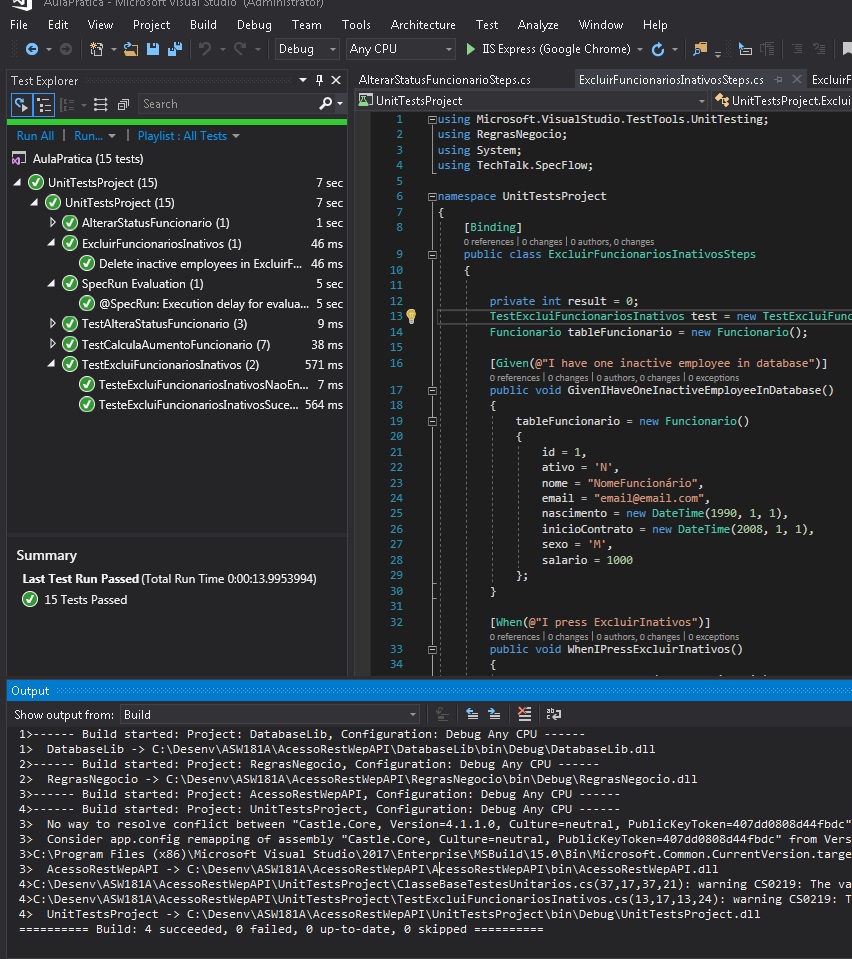 AulaPratica - Microsoft Visual Studio (Administrator)
File Edit View Project Build Debug Team Tools Architecture Test Analyze Window Help
Debug Any CPU IIS Express (Google Chrome)
Test Explorer
Search
Run All | Run... | Playlist : All Tests
AulaPratica (15 tests)
UnitTestsProject (15) 7 sec
UnitTestsProject (15) 7 sec
AlterarStatusFuncionario (1) 1 sec
ExcluirFuncionariosInativos (1) 46 ms
Delete inactive employees in ExcluirF... 46 ms
SpecRun Evaluation (1) 5 sec
@SpecRun: Execution delay for evalua... 5 sec
TestAlteraStatusFuncionario (3) 9 ms
TestCalculaAumentoFuncionario (7) 38 ms
TestExcluiFuncionariosInativos (2) 571 ms
TesteExcluiFuncionariosInativosNaoEn... 7 ms
TesteExcluiFuncionariosInativosSuce... 564 ms
Summary
Last Test Run Passed (Total Run Time 0:00:13.9953994)
15 Tests Passed
AlterarStatusFuncionarioSteps.cs ExcluirFuncionariosInativosSteps.cs ExcluirF
UnitTestsProject UnitTestsProject.Exclui
1 using Microsoft.VisualStudio.TestTools.UnitTesting;
2 using RegrasNegocio;
3 using System;
4 using TechTalk.SpecFlow;
5
6 namespace UnitTestsProject
7 {
8 [Binding]
0 references | 0 changes | 0 authors, 0 changes
9 public class ExcluirFuncionariosInativosSteps
10 {
11
12 private int result = 0;
13 TestExcluiFuncionariosInativos test = new TestExcluiFunc
14 Funcionario tableFuncionario = new Funcionario();
15
16 [Given(@"I have one inactive employee in database")]
0 references | 0 changes | 0 authors, 0 changes | 0 exceptions
17 public void GivenIHaveOneInactiveEmployeeInDatabase()
18 {
19 tableFuncionario = new Funcionario()
20 {
21 id = 1,
22 ativo = 'N',
23 nome = "NomeFuncionário",
24 email = "email@email.com",
25 nascimento = new DateTime(1990, 1, 1),
26 inicioContrato = new DateTime(2008, 1, 1),
27 sexo = 'M',
28 salario = 1000
29 };
30 }
31
32 [When(@"I press ExcluirInativos")]
0 references | 0 changes | 0 authors, 0 changes | 0 exceptions
33 public void WhenIPressExcluirInativos()
34 {
Output
Show output from: Build
1>------ Build started: Project: DatabaseLib, Configuration: Debug Any CPU ------
1> DatabaseLib -> C:\Desenv\ASW181A\AcessoRestWepAPI\DatabaseLib\bin\Debug\DatabaseLib.dll
2>------ Build started: Project: RegrasNegocio, Configuration: Debug Any CPU ------
2> RegrasNegocio -> C:\Desenv\ASW181A\AcessoRestWepAPI\RegrasNegocio\bin\Debug\RegrasNegocio.dll
3>------ Build started: Project: AcessoRestWepAPI, Configuration: Debug Any CPU ------
4>------ Build started: Project: UnitTestsProject, Configuration: Debug Any CPU ------
3> No way to resolve conflict between "Castle.Core, Version=4.1.1.0, Culture=neutral, PublicKeyToken=407dd0808d44fbdc"
3> Consider app.config remapping of assembly "Castle.Core, Culture=neutral, PublicKeyToken=407dd0808d44fbdc" from Vers
3>C:\Program Files (x86)\Microsoft Visual Studio\2017\Enterprise\MSBuild\15.0\Bin\Microsoft.Common.CurrentVersion.targe
3> AcessoRestWepAPI -> C:\Desenv\ASW181A\AcessoRestWepAPI\AcessoRestWepAPI\bin\AcessoRestWepAPI.dll
4>C:\Desenv\ASW181A\AcessoRestWepAPI\UnitTestsProject\ClasseBaseTestesUnitarios.cs(37,17,37,21): warning CS0219: The va
4>C:\Desenv\ASW181A\AcessoRestWepAPI\UnitTestsProject\TestExcluiFuncionariosInativos.cs(13,17,13,24): warning CS0219: T
4> UnitTestsProject -> C:\Desenv\ASW181A\AcessoRestWepAPI\UnitTestsProject\bin\Debug\UnitTestsProject.dll
========== Build: 4 succeeded, 0 failed, 0 up-to-date, 0 skipped ==========